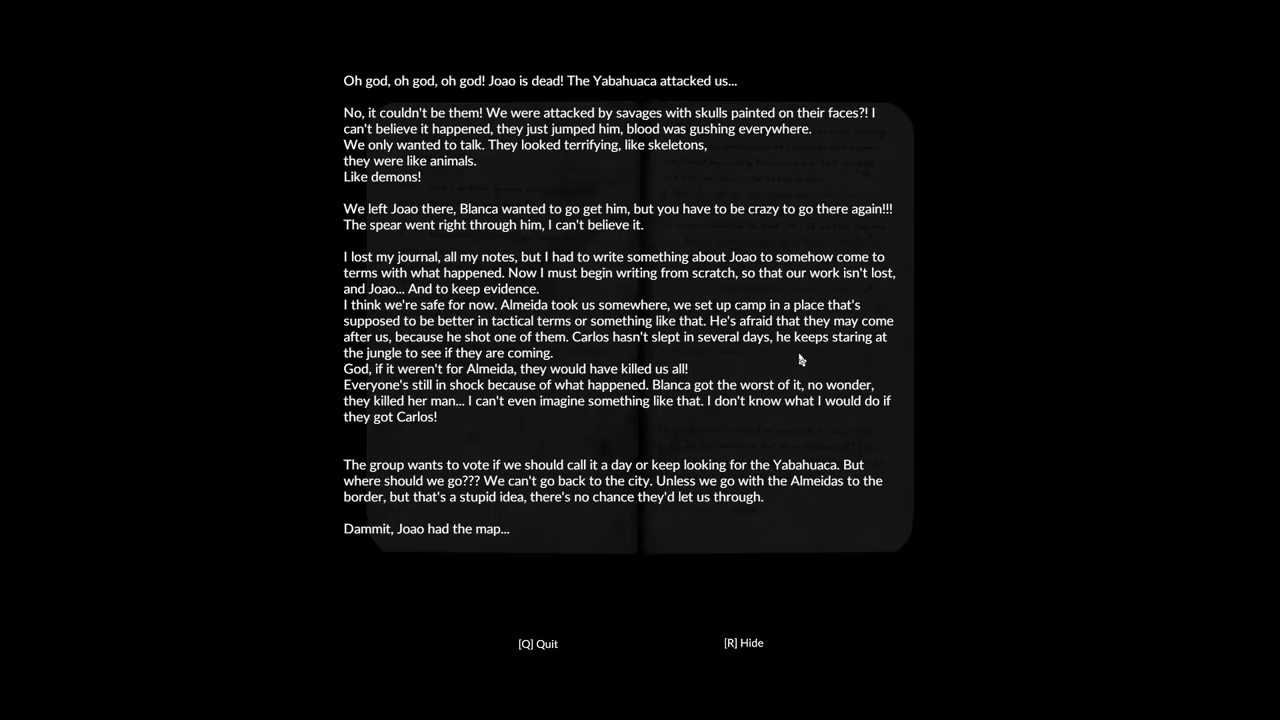 Oh god, oh god, oh god! Joao is dead! The Yabahuaca attacked us...
No, it couldn't be them! We were attacked by savages with skulls painted on their faces?! I
can't believe it happened, they just jumped him, blood was gushing everywhere.
We only wanted to talk. They looked terrifying, like skeletons,
they were like animals.
Like demons!
We left Joao there, Blanca wanted to go get him, but you have to be crazy to go there again!!!
The spear went right through him, I can't believe it.
I lost my journal, all my notes, but I had to write something about Joao to somehow come to
terms with what happened. Now I must begin writing from scratch, so that our work isn't lost,
and Joao... And to keep evidence.
I think we're safe for now. Almeida took us somewhere, we set up camp in a place that's
supposed to be better in tactical terms or something like that. He's afraid that they may come
after us, because he shot one of them. Carlos hasn't slept in several days, he keeps staring at
the jungle to see if they are coming.
God, if it weren't for Almeida, they would have killed us all!
Everyone's still in shock because of what happened. Blanca got the worst of it, no wonder,
they killed her man... I can't even imagine something like that. I don't know what I would do if
they got Carlos!
The group wants to vote if we should call it a day or keep looking for the Yabahuaca. But
where should we go??? We can't go back to the city. Unless we go with the Almeidas to the
border, but that's a stupid idea, there's no chance they'd let us through.
Dammit, Joao had the map...
[Q] Quit
[R] Hide